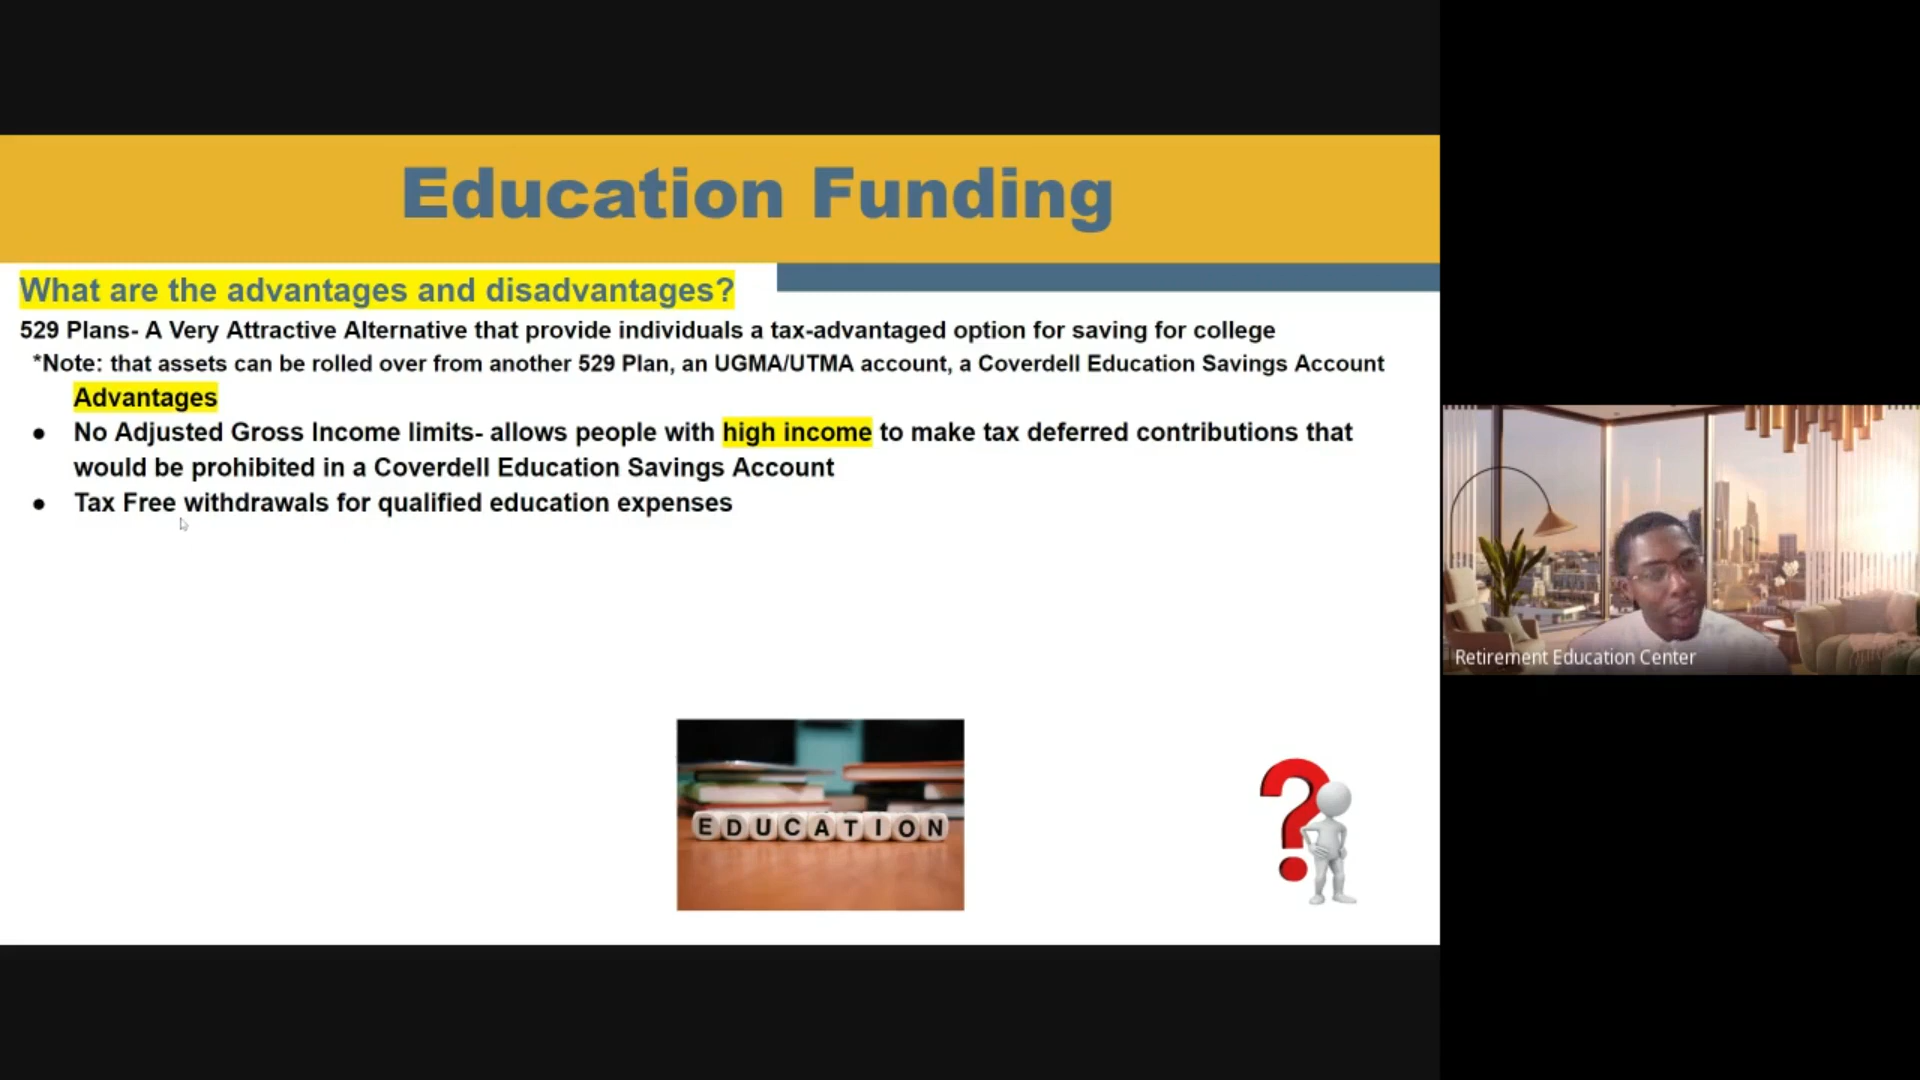 Education Funding
What are the advantages and disadvantages?
529 Plans- A Very Attractive Alternative that provide individuals a tax-advantaged option for saving for college
*Note: that assets can be rolled over from another 529 Plan, an UGMA/UTMA account, a Coverdell Education Savings Account
Advantages
● No Adjusted Gross Income limits- allows people with high income to make tax deferred contributions that
would be prohibited in a Coverdell Education Savings Account
● Tax Free withdrawals for qualified education expenses
EDUCATION
?
Retirement Education Center